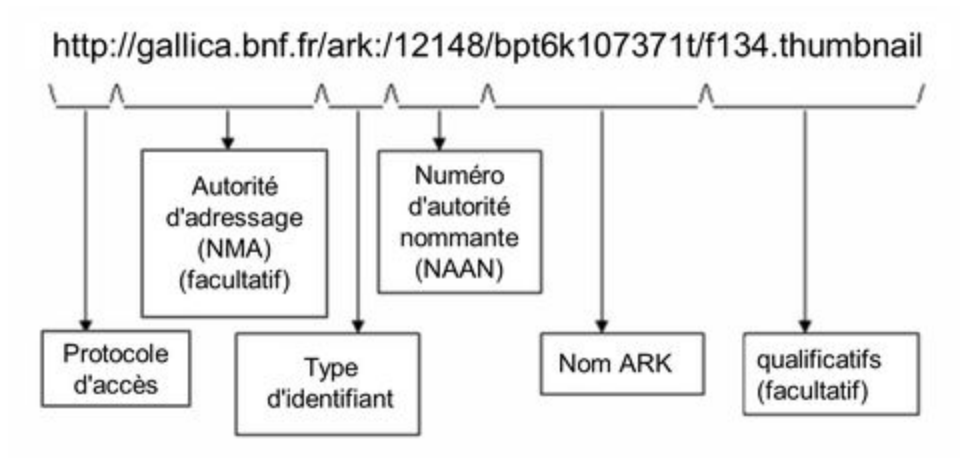 http://gallica.bnf.fr/ark:/12148/bpt6k107371t/f134.thumbnail
Autorité
d'adressage
(NMA)
(facultatif)
Numéro
d'autorité
nommante
(NAAN)
Protocole
d'accès
Type
d'identifiant
Nom ARK
qualificatifs
(facultatif)